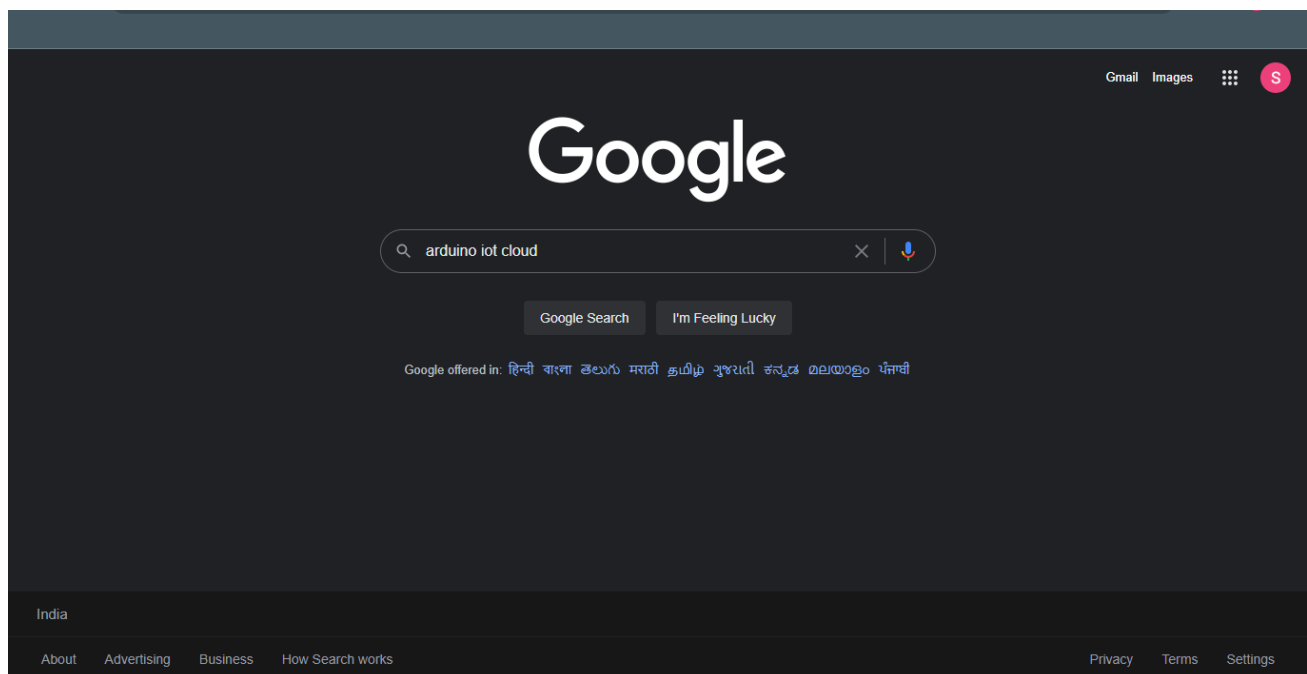 Gmail Images S
Google
arduino iot cloud
Google Search I'm Feeling Lucky
Google offered in: हिन्दी বাংলা తెలుగు मराठी தமிழ் ગુજરાતી ಕನ್ನಡ മലയാളം ਪੰਜਾਬੀ
India
About Advertising Business How Search works Privacy Terms Settings